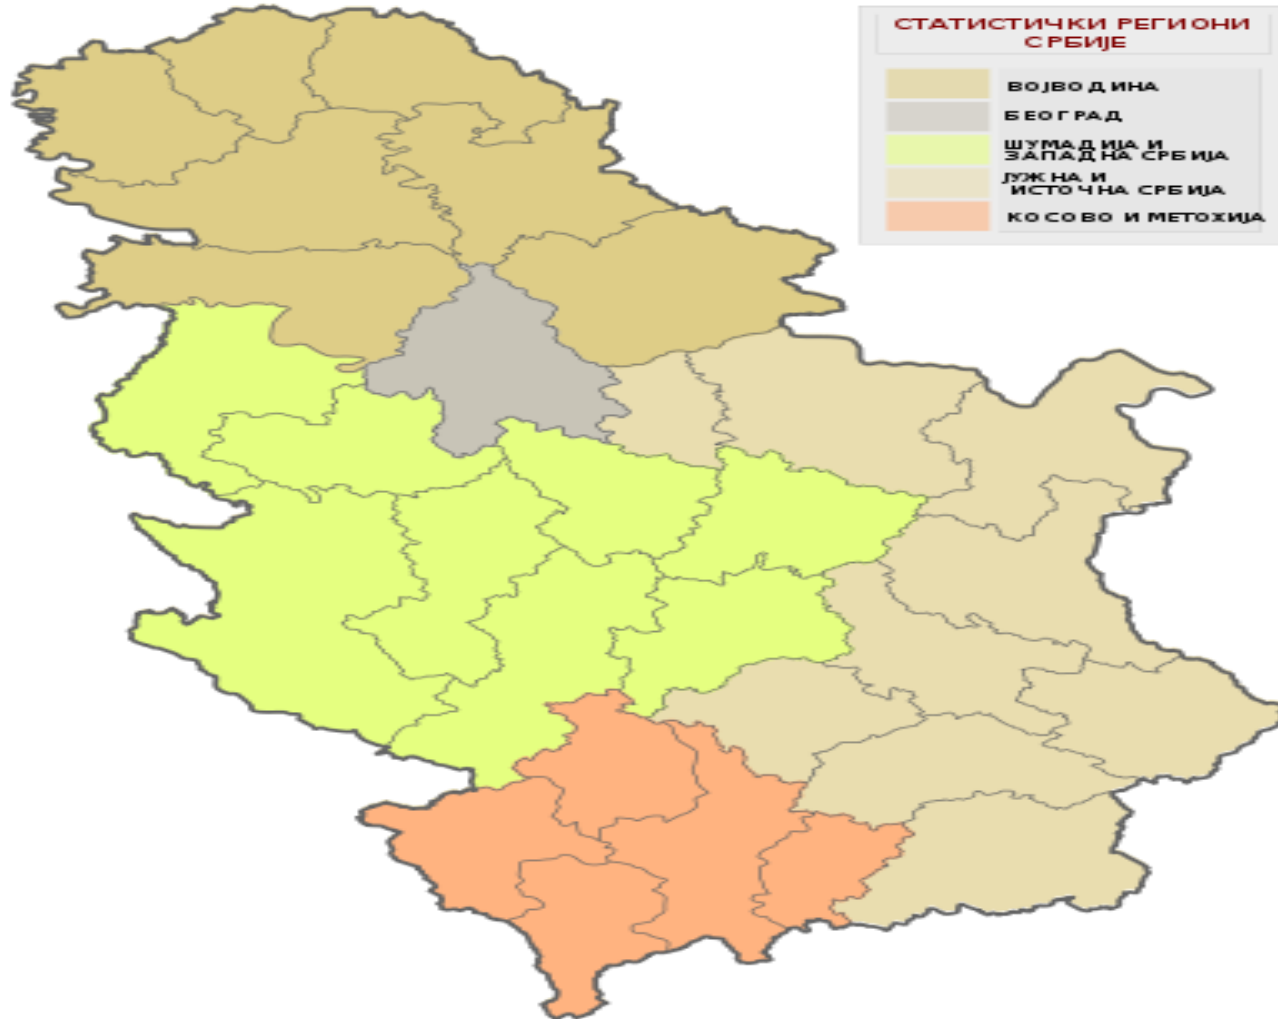 СТАТИСТИЧКИ РЕГИОНИ
СРБИЈЕ
ВОЈВОДИНА
БЕОГРАД
ШУМАДИЈА И
ЗАПАДНА СРБИЈА
ЈУЖНА И
ИСТОЧНА СРБИЈА
КОСОВО И МЕТОХИЈА